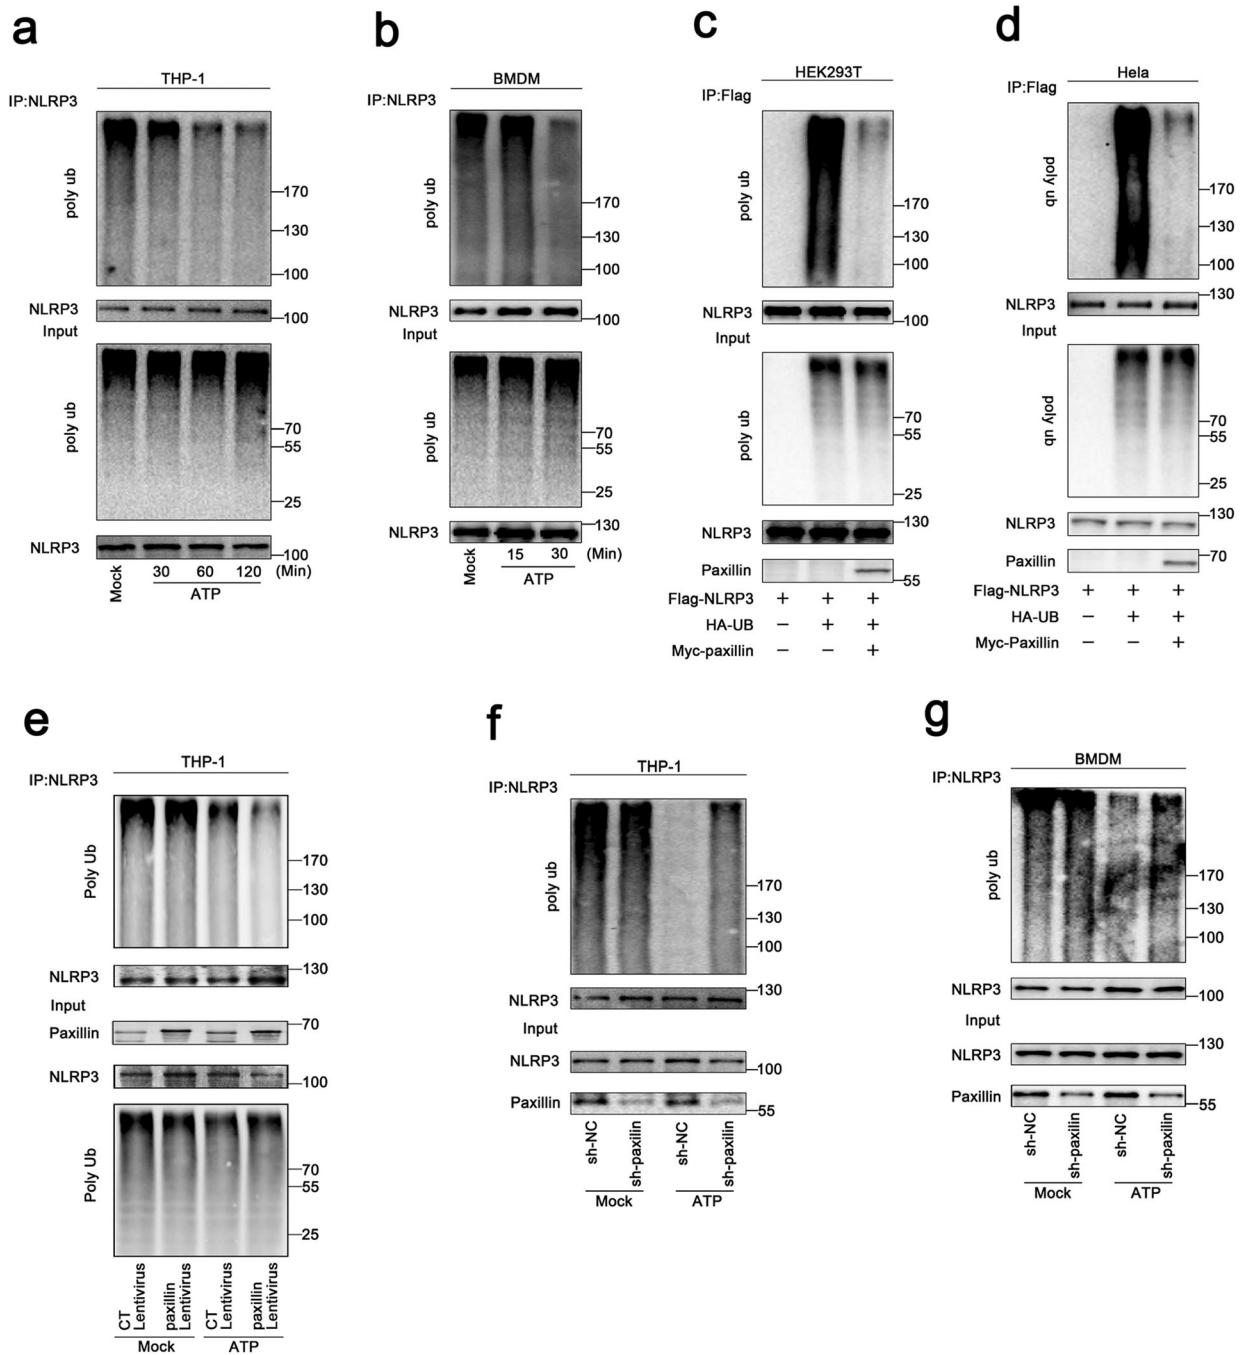 a
THP-1
IP:NLRP3
poly ub
170
130
100
NLRP3
100
Input
poly ub
70
55
25
NLRP3
100
Mock
30 60 120 (Min)
ATP
b
BMDM
IP:NLRP3
poly ub
170
130
100
NLRP3
100
Input
poly ub
70
55
25
NLRP3
130
Mock
15 30 (Min)
ATP
c
HEK293T
IP:Flag
poly ub
170
130
100
NLRP3
100
Input
poly ub
70
55
25
NLRP3
130
Paxillin
55
Flag-NLRP3 + + +
HA-UB − + +
Myc-paxillin − − +
d
Hela
IP:Flag
poly ub
170
130
100
NLRP3
130
Input
poly ub
70
55
25
NLRP3
130
Paxillin
70
Flag-NLRP3 + + +
HA-UB − + +
Myc-Paxillin − − +
e
THP-1
IP:NLRP3
Poly Ub
170
130
100
NLRP3
130
Input
Paxillin
70
NLRP3
100
Poly Ub
70
55
25
CT Lentivirus
paxillin Lentivirus
CT Lentivirus
paxillin Lentivirus
Mock ATP
f
THP-1
IP:NLRP3
poly ub
170
130
100
NLRP3
130
Input
NLRP3
100
Paxillin
55
sh-NC
sh-paxilin
sh-NC
sh-paxilin
Mock ATP
g
BMDM
IP:NLRP3
poly ub
170
130
100
NLRP3
100
Input
NLRP3
130
Paxillin
55
sh-NC
sh-paxilin
sh-NC
sh-paxilin
Mock ATP